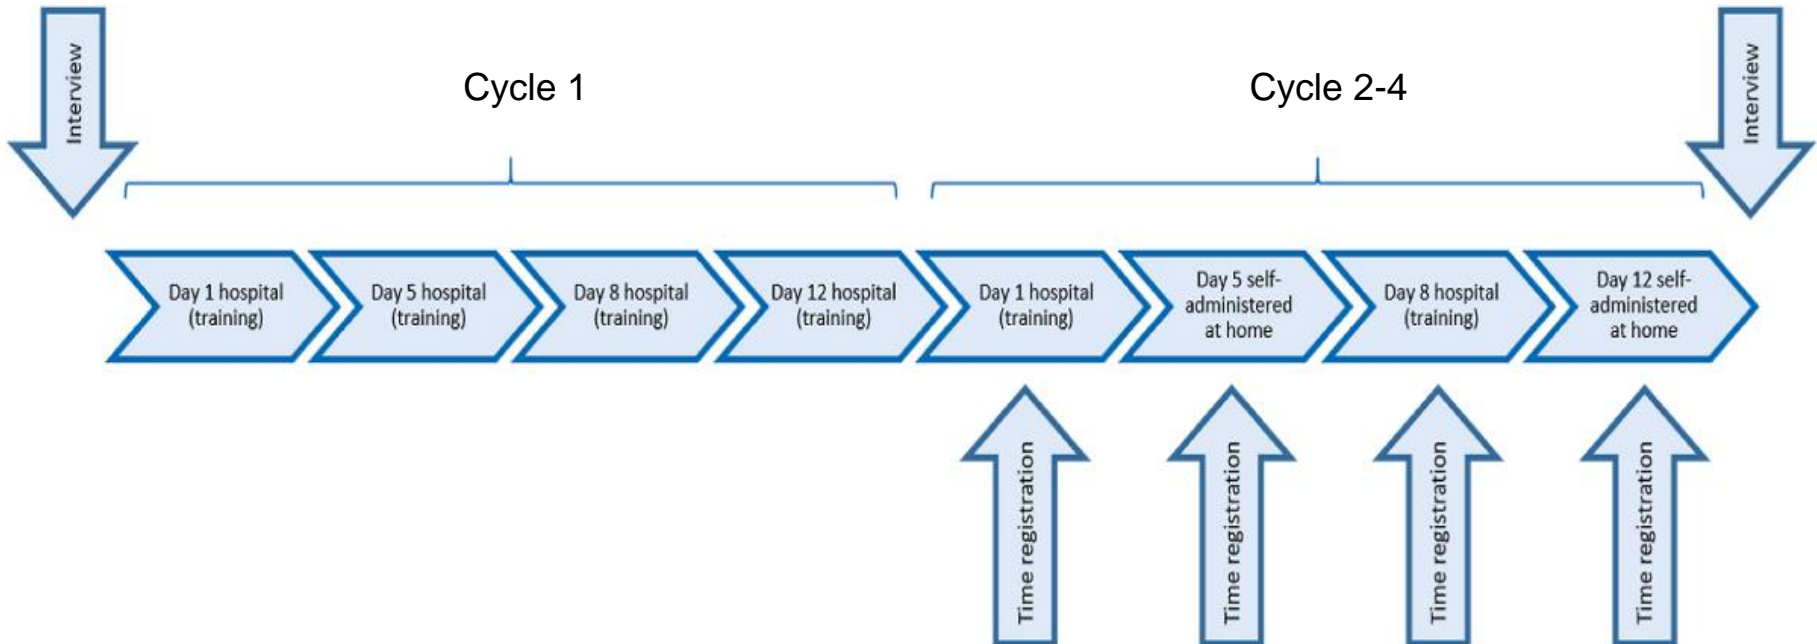 Interview
Cycle 1
Cycle 2-4
Interview
Day 1 hospital
(training)
Day 5 hospital
(training)
Day 8 hospital
(training)
Day 12 hospital
(training)
Day 1 hospital
(training)
Day 5 self-
administered
at home
Day 8 hospital
(training)
Day 12 self-
administered
at home
Time registration
Time registration
Time registration
Time registration